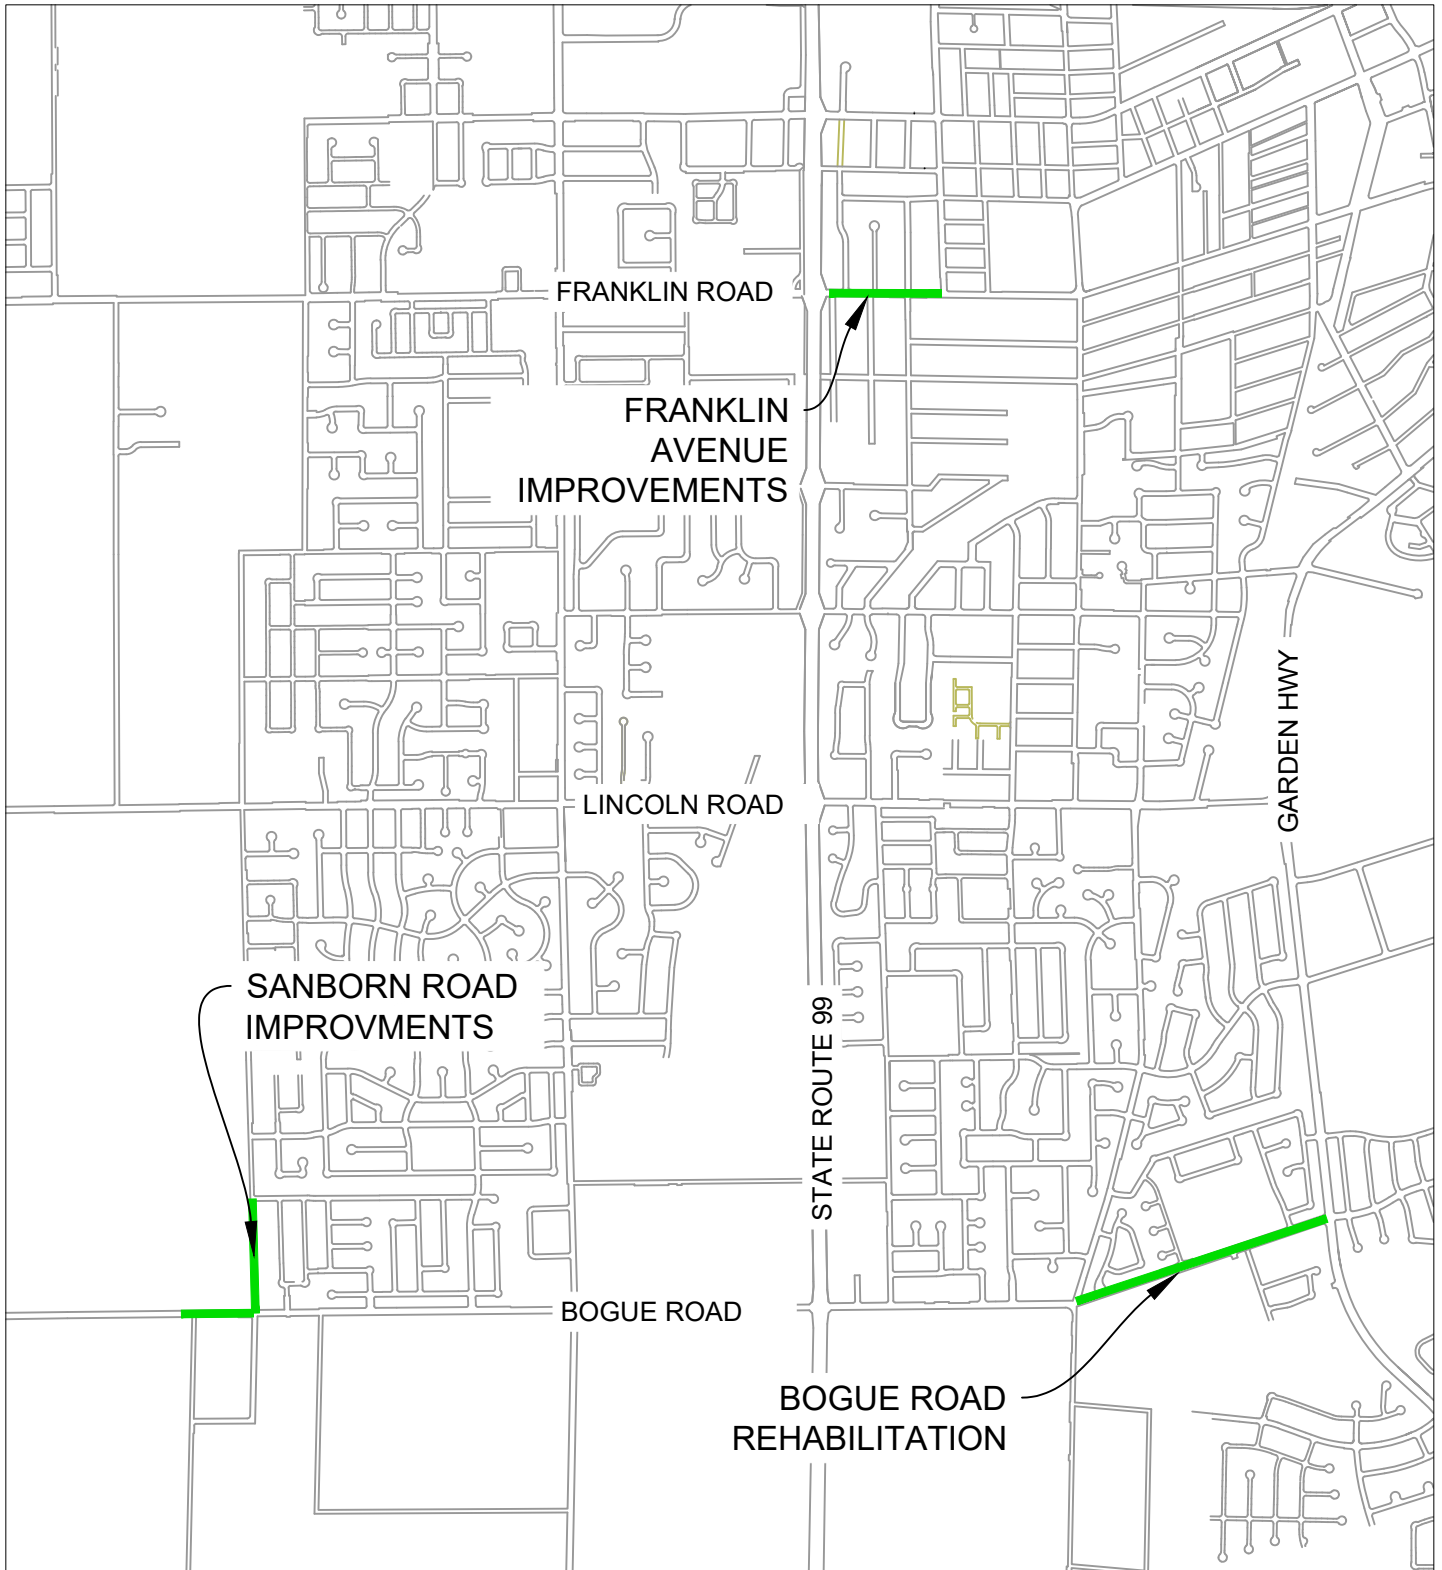 FRANKLIN ROAD
FRANKLIN
AVENUE
IMPROVEMENTS
GARDEN HWY
LINCOLN ROAD
SANBORN ROAD
IMPROVMENTS
STATE ROUTE 99
BOGUE ROAD
BOGUE ROAD
REHABILITATION